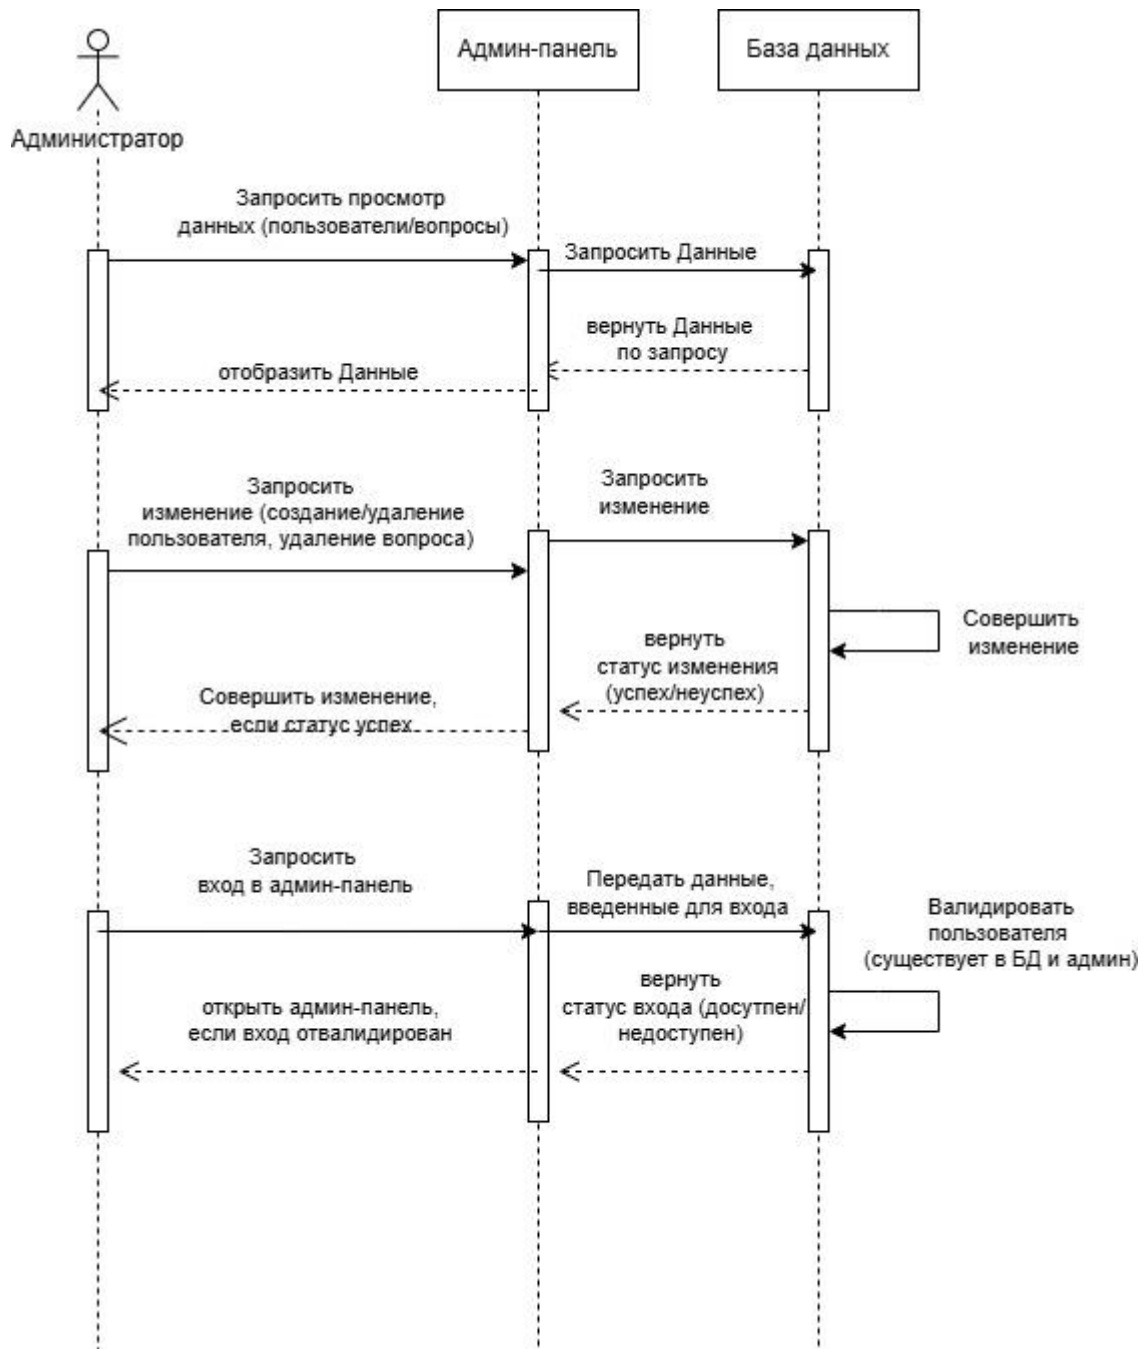 Админ-панель
База данных
Администратор
Запросить просмотр
данных (пользователи/вопросы)
Запросить Данные
вернуть Данные
по запросу
отобразить Данные
Запросить
изменение (создание/удаление
пользователя, удаление вопроса)
Запросить
изменение
Совершить
изменение
вернуть
статус изменения
(успех/неуспех)
Совершить изменение,
если статус успех
Запросить
вход в админ-панель
Передать данные,
введенные для входа
Валидировать
пользователя
(существует в БД и админ)
вернуть
статус входа (досутпен/
недоступен)
открыть админ-панель,
если вход отвалидирован